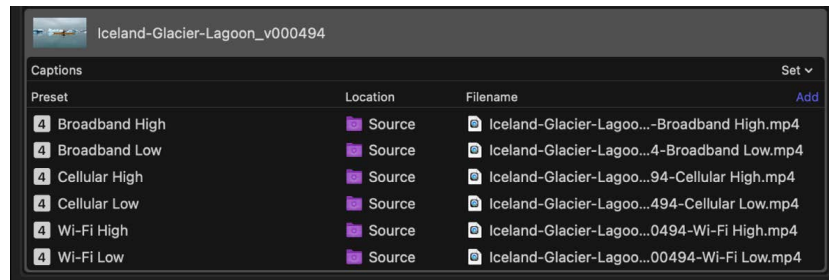 Iceland-Glacier-Lagoon_v000494
Captions Set
Preset Location Filename Add
4 Broadband High Source Iceland-Glacier-Lagoo...-Broadband High.mp4
4 Broadband Low Source Iceland-Glacier-Lagoo...4-Broadband Low.mp4
4 Cellular High Source Iceland-Glacier-Lagoo...94-Cellular High.mp4
4 Cellular Low Source Iceland-Glacier-Lagoo...494-Cellular Low.mp4
4 Wi-Fi High Source Iceland-Glacier-Lagoo...0494-Wi-Fi High.mp4
4 Wi-Fi Low Source Iceland-Glacier-Lagoo...00494-Wi-Fi Low.mp4